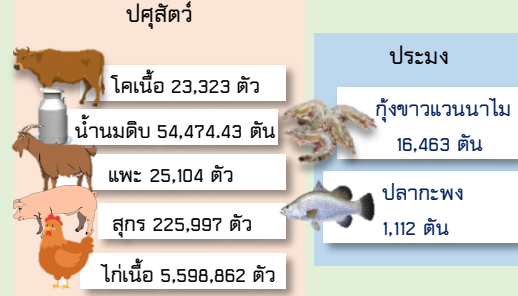 ปศุสัตว์
โคเนื้อ 23,323 ตัว
น้ำนมดิบ 54,474.43 ตัน
แพะ 25,104 ตัว
สุกร 225,997 ตัว
ไก่เนื้อ 5,598,862 ตัว
ประมง
กุ้งขาวแวนนาไม
16,463 ตัน
ปลากะพง
1,112 ตัน